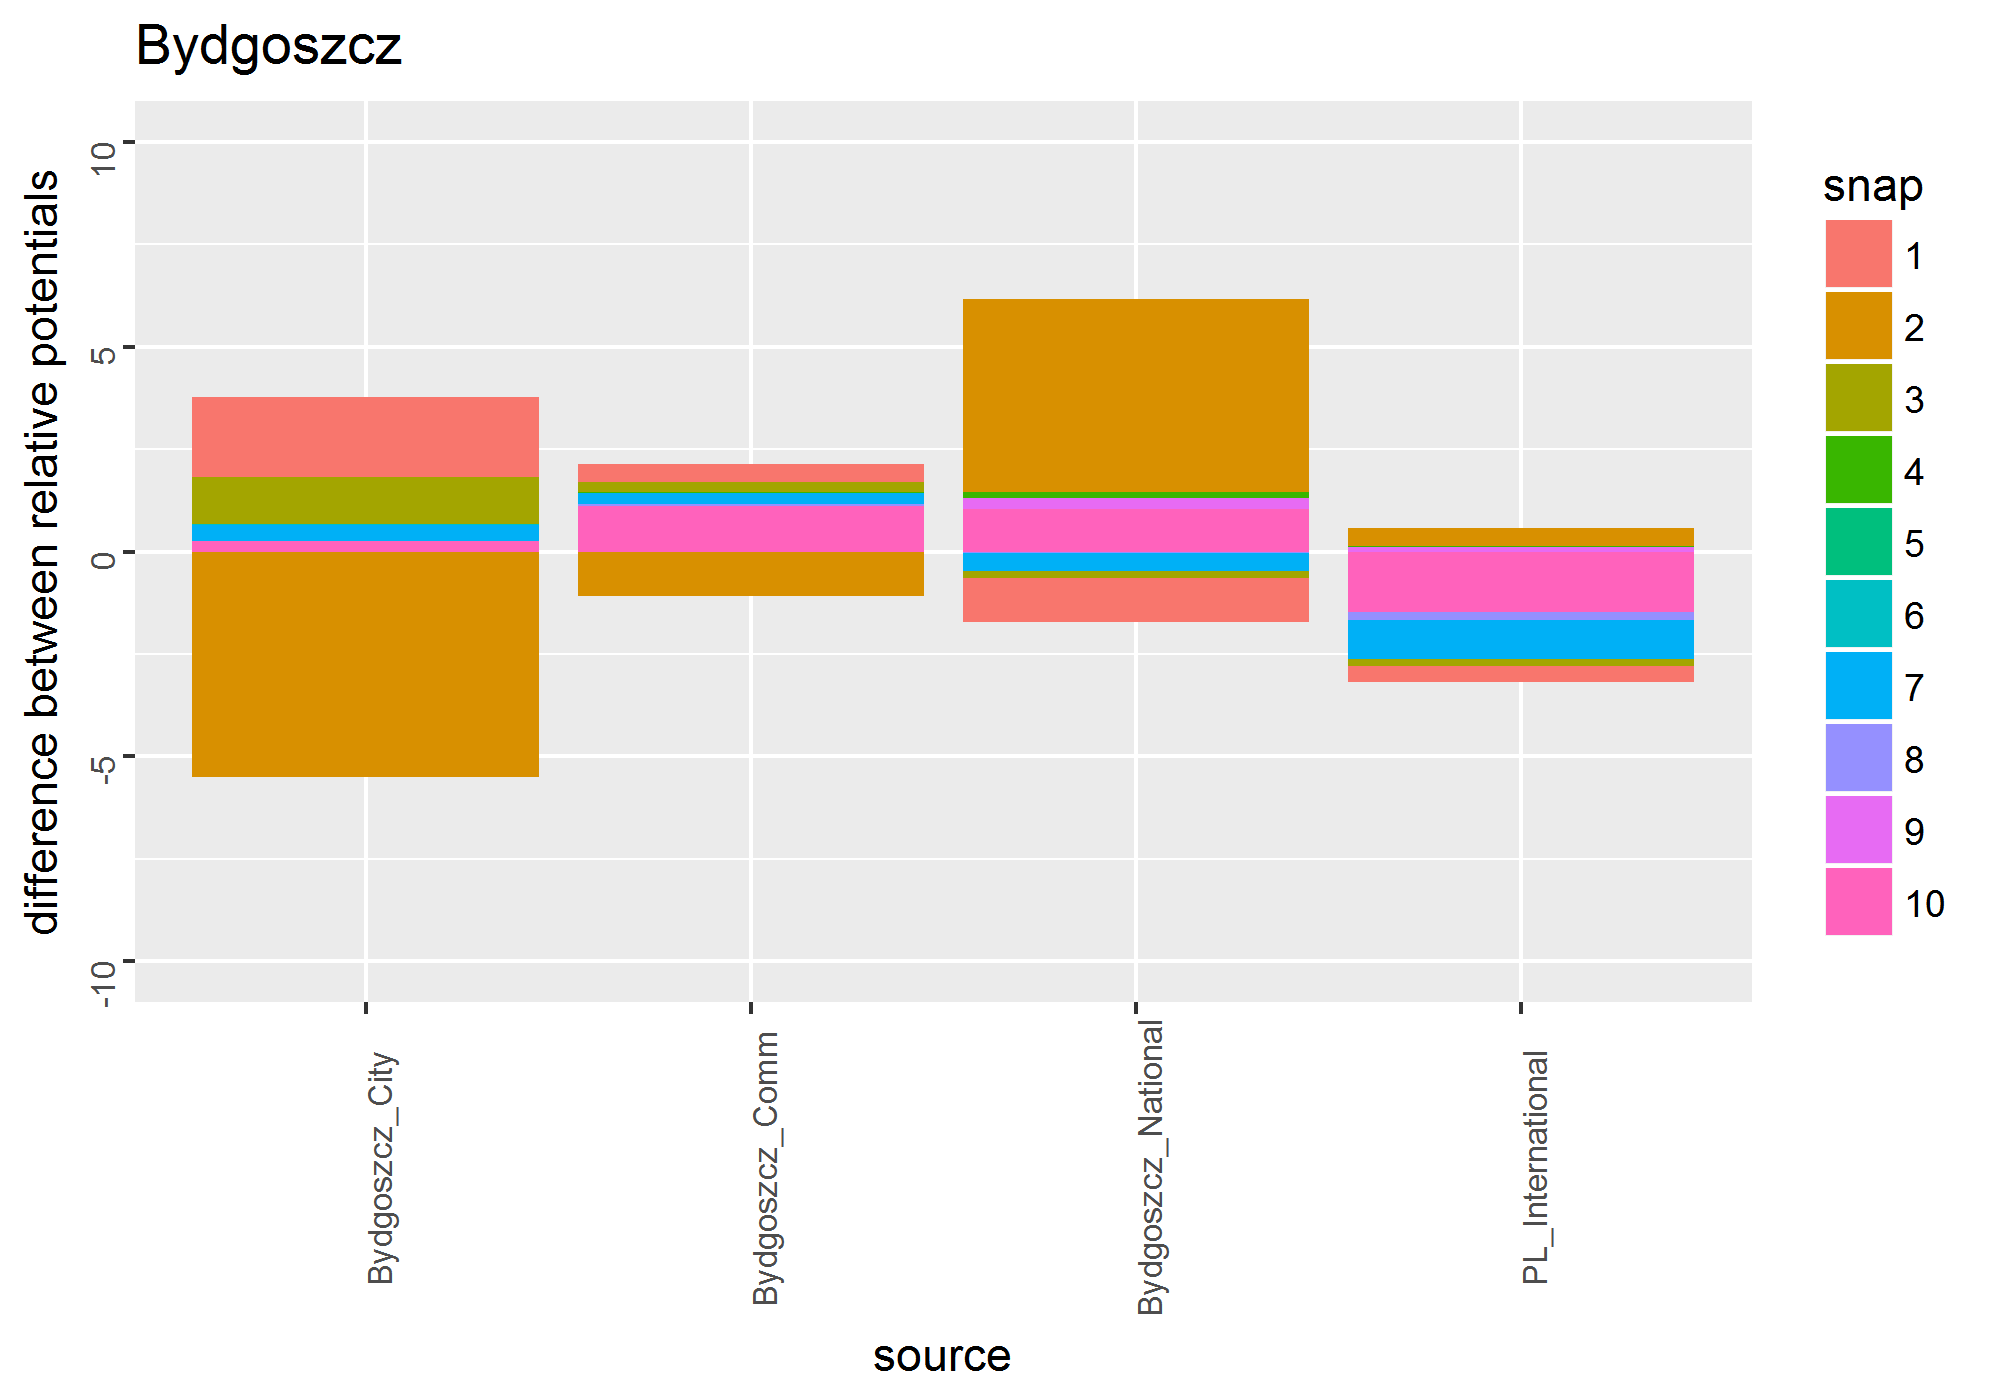 Bydgoszcz
difference between relative potentials
10
5
0
-5
-10
Bydgoszcz_City
Bydgoszcz_Comm
Bydgoszcz_National
PL_International
source
snap
1
2
3
4
5
6
7
8
9
10